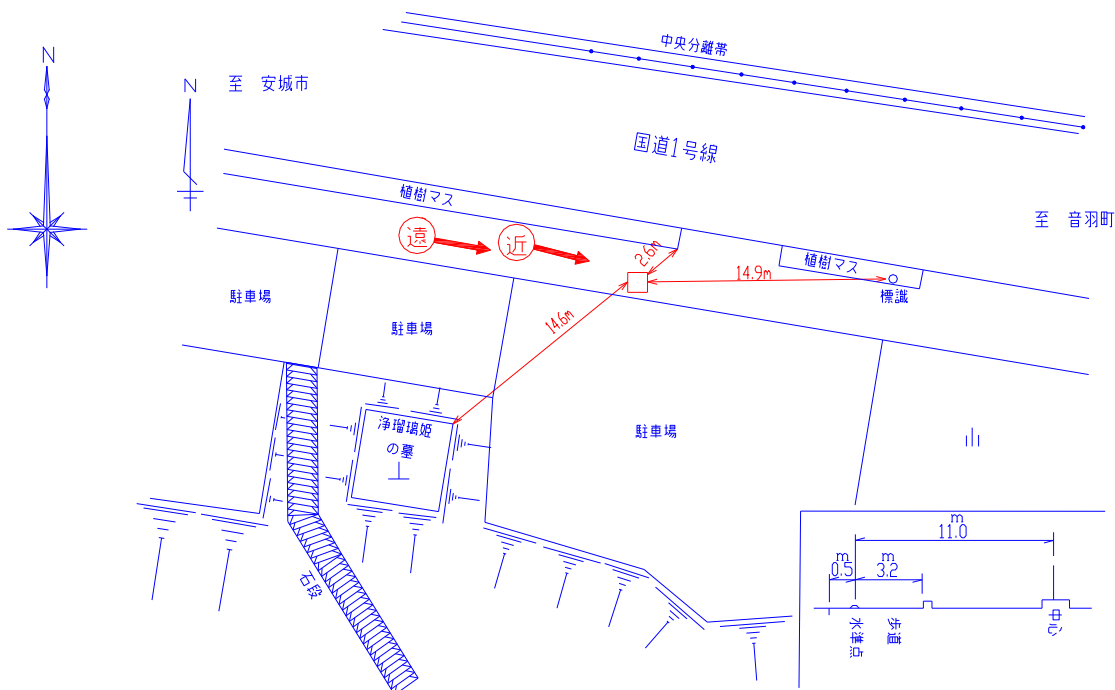 N
N
至 安城市
中央分離帯
国道1号線
植樹マス
至 音羽町
遠
近
2.6m
14.9m
植樹マス
標識
駐車場
駐車場
14.6m
浄瑠璃姫
の墓
駐車場
石段
m
11.0
m
0.5
m
3.2
水準点
歩道
中心